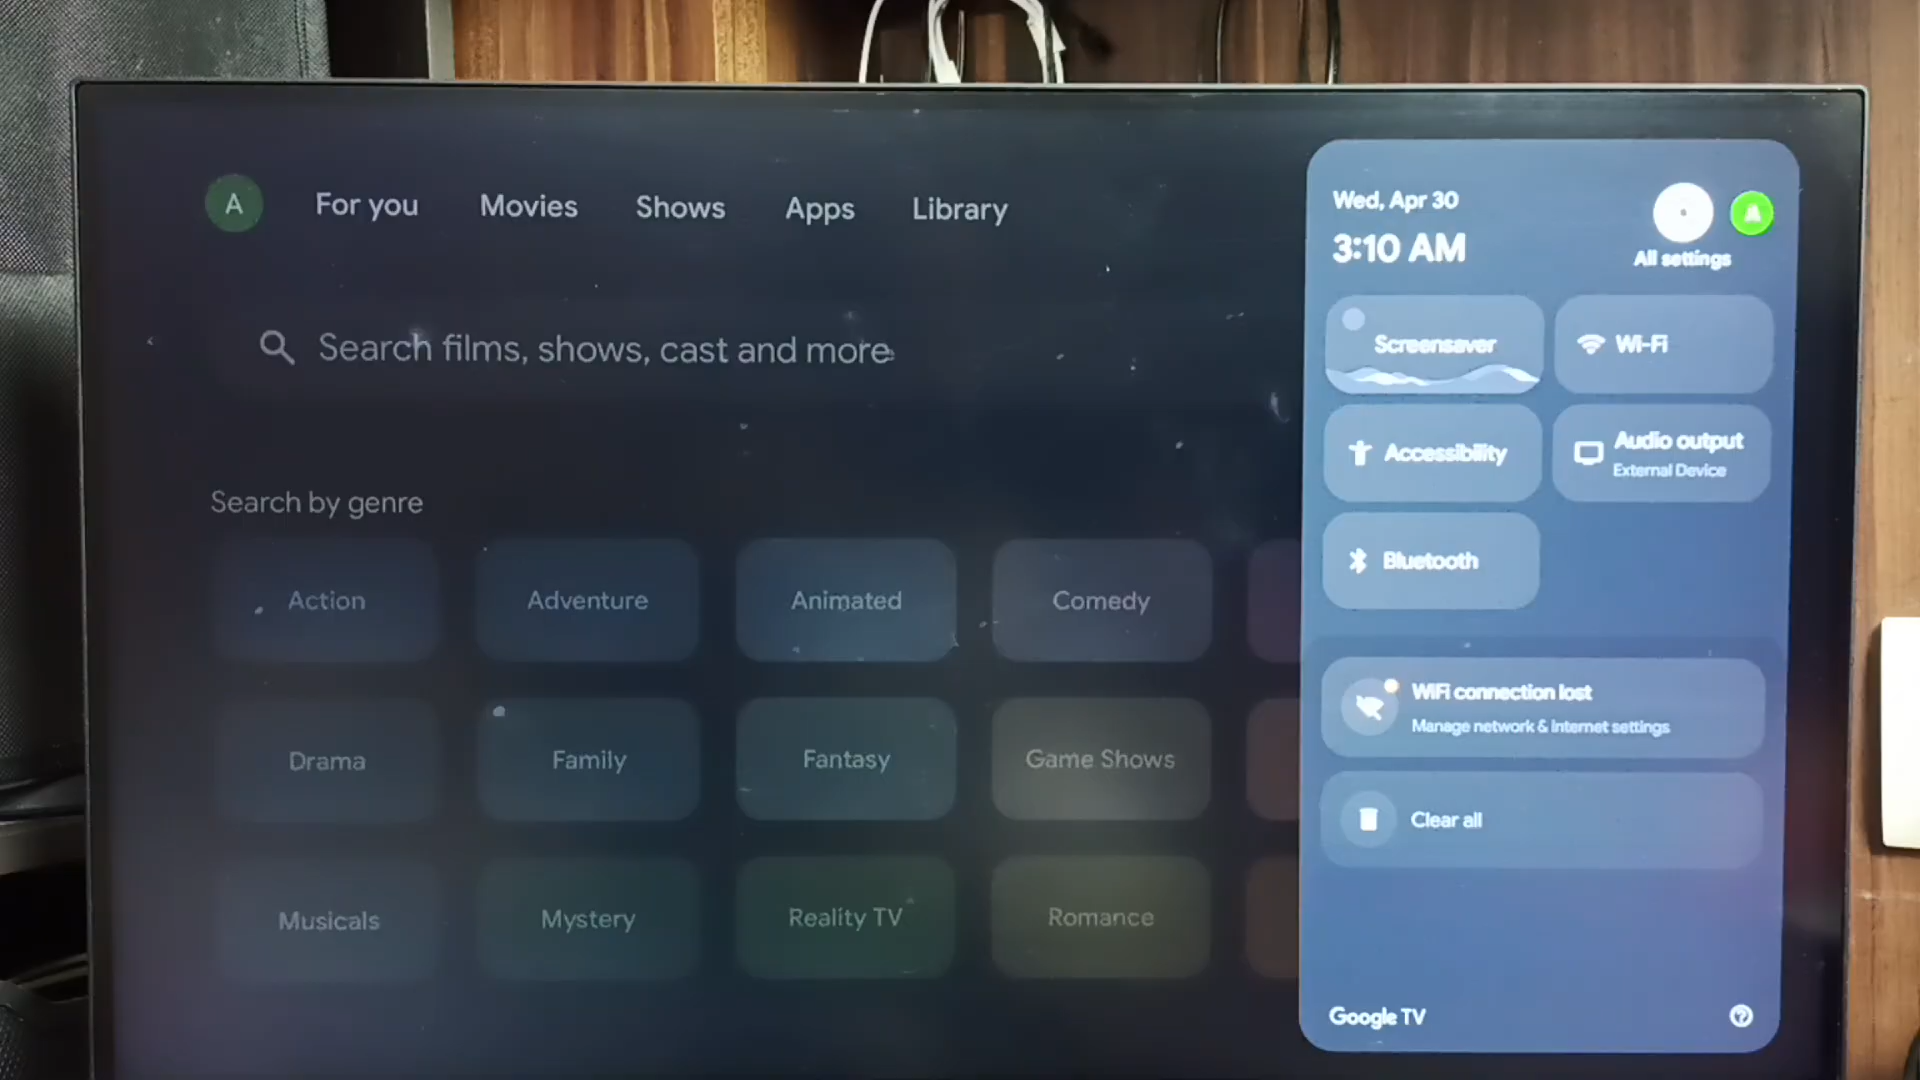 A
For you
Movies
Shows
Apps
Library
Search films, shows, cast and more
Search by genre
Action
Adventure
Animated
Comedy
Drama
Family
Fantasy
Game Shows
Musicals
Mystery
Reality TV
Romance
Wed, Apr 30
3:10 AM
A
All settings
Screensaver
Wi-Fi
Accessibility
Audio output
External Device
Bluetooth
WiFi connection lost
Manage network & internet settings
Clear all
Google TV